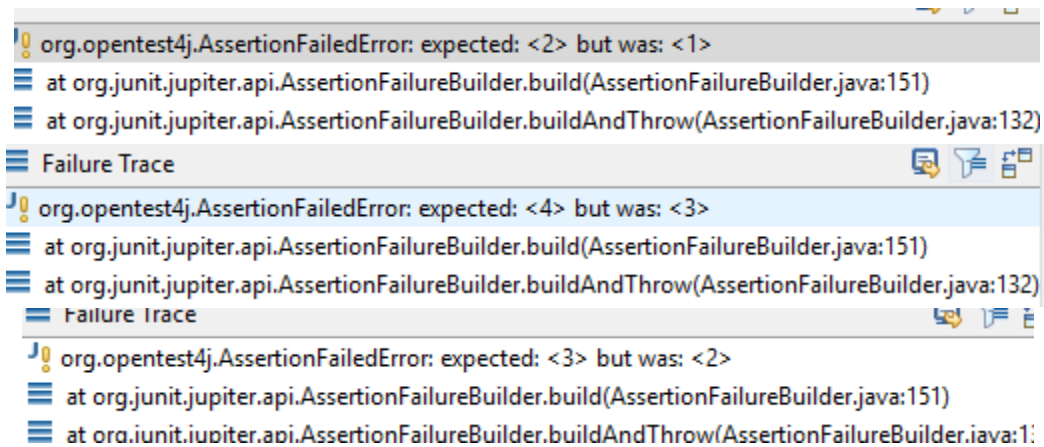 org.opentest4j.AssertionFailedError: expected: <2> but was: <1>
at org.junit.jupiter.api.AssertionFailureBuilder.build(AssertionFailureBuilder.java:151)
at org.junit.jupiter.api.AssertionFailureBuilder.buildAndThrow(AssertionFailureBuilder.java:132)
Failure Trace
org.opentest4j.AssertionFailedError: expected: <4> but was: <3>
at org.junit.jupiter.api.AssertionFailureBuilder.build(AssertionFailureBuilder.java:151)
at org.junit.jupiter.api.AssertionFailureBuilder.buildAndThrow(AssertionFailureBuilder.java:132)
Failure Trace
org.opentest4j.AssertionFailedError: expected: <3> but was: <2>
at org.junit.jupiter.api.AssertionFailureBuilder.build(AssertionFailureBuilder.java:151)
at org.junit.jupiter.api.AssertionFailureBuilder.buildAndThrow(AssertionFailureBuilder.java:1